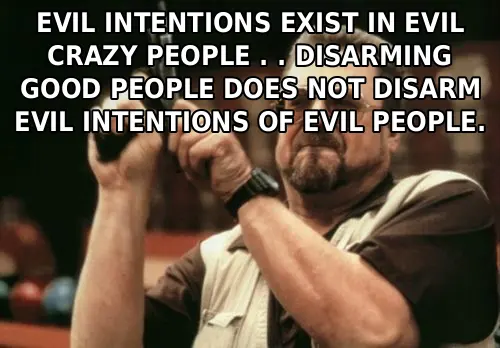 EVIL INTENTIONS EXIST IN EVIL
CRAZY PEOPLE . . DISARMING
GOOD PEOPLE DOES NOT DISARM
EVIL INTENTIONS OF EVIL PEOPLE.